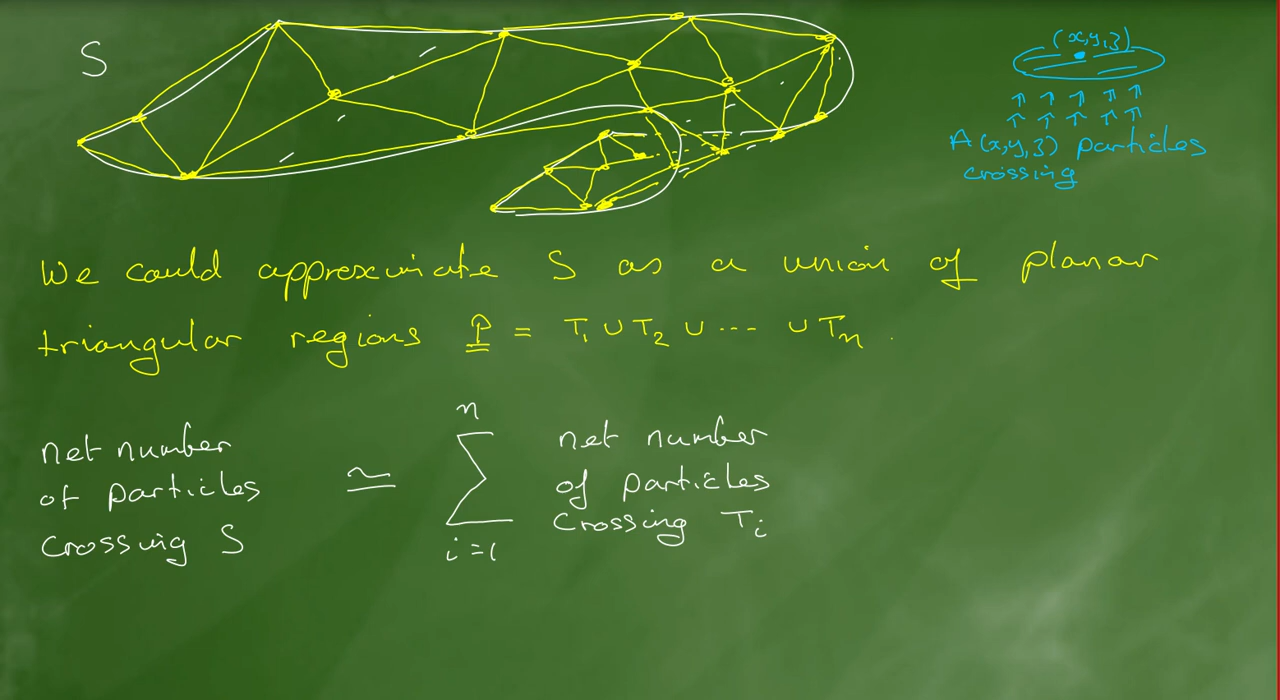 S
(x,y,z)
A(x,y,z) particles
crossing
We could approximate S as a union of planar
triangular regions P = T₁ ∪ T₂ ∪ ... ∪ Tₙ.
net number
of particles
crossing S
≃
n
∑
i=1
net number
of particles
crossing Tᵢ